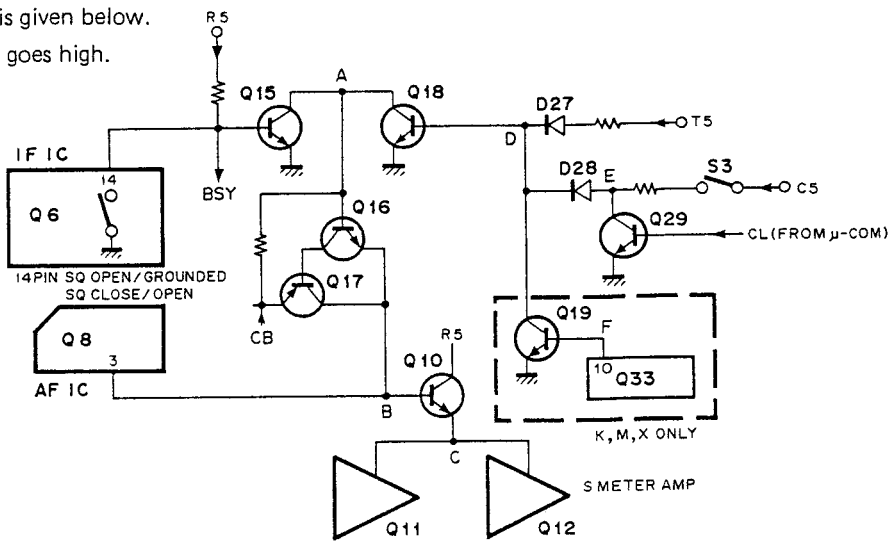 is given below.
goes high.
R5
Q15
A
Q18
D27
T5
D
D28
E
S3
C5
IF IC
14
Q6
BSY
Q16
Q29
CL (FROM μ-COM)
14PIN SQ OPEN/GROUNDED
SQ CLOSE/OPEN
Q17
Q19
F
CB
Q8
3
R5
10
Q33
Q10
AF IC
B
K, M, X ONLY
C
S METER AMP
Q11
Q12